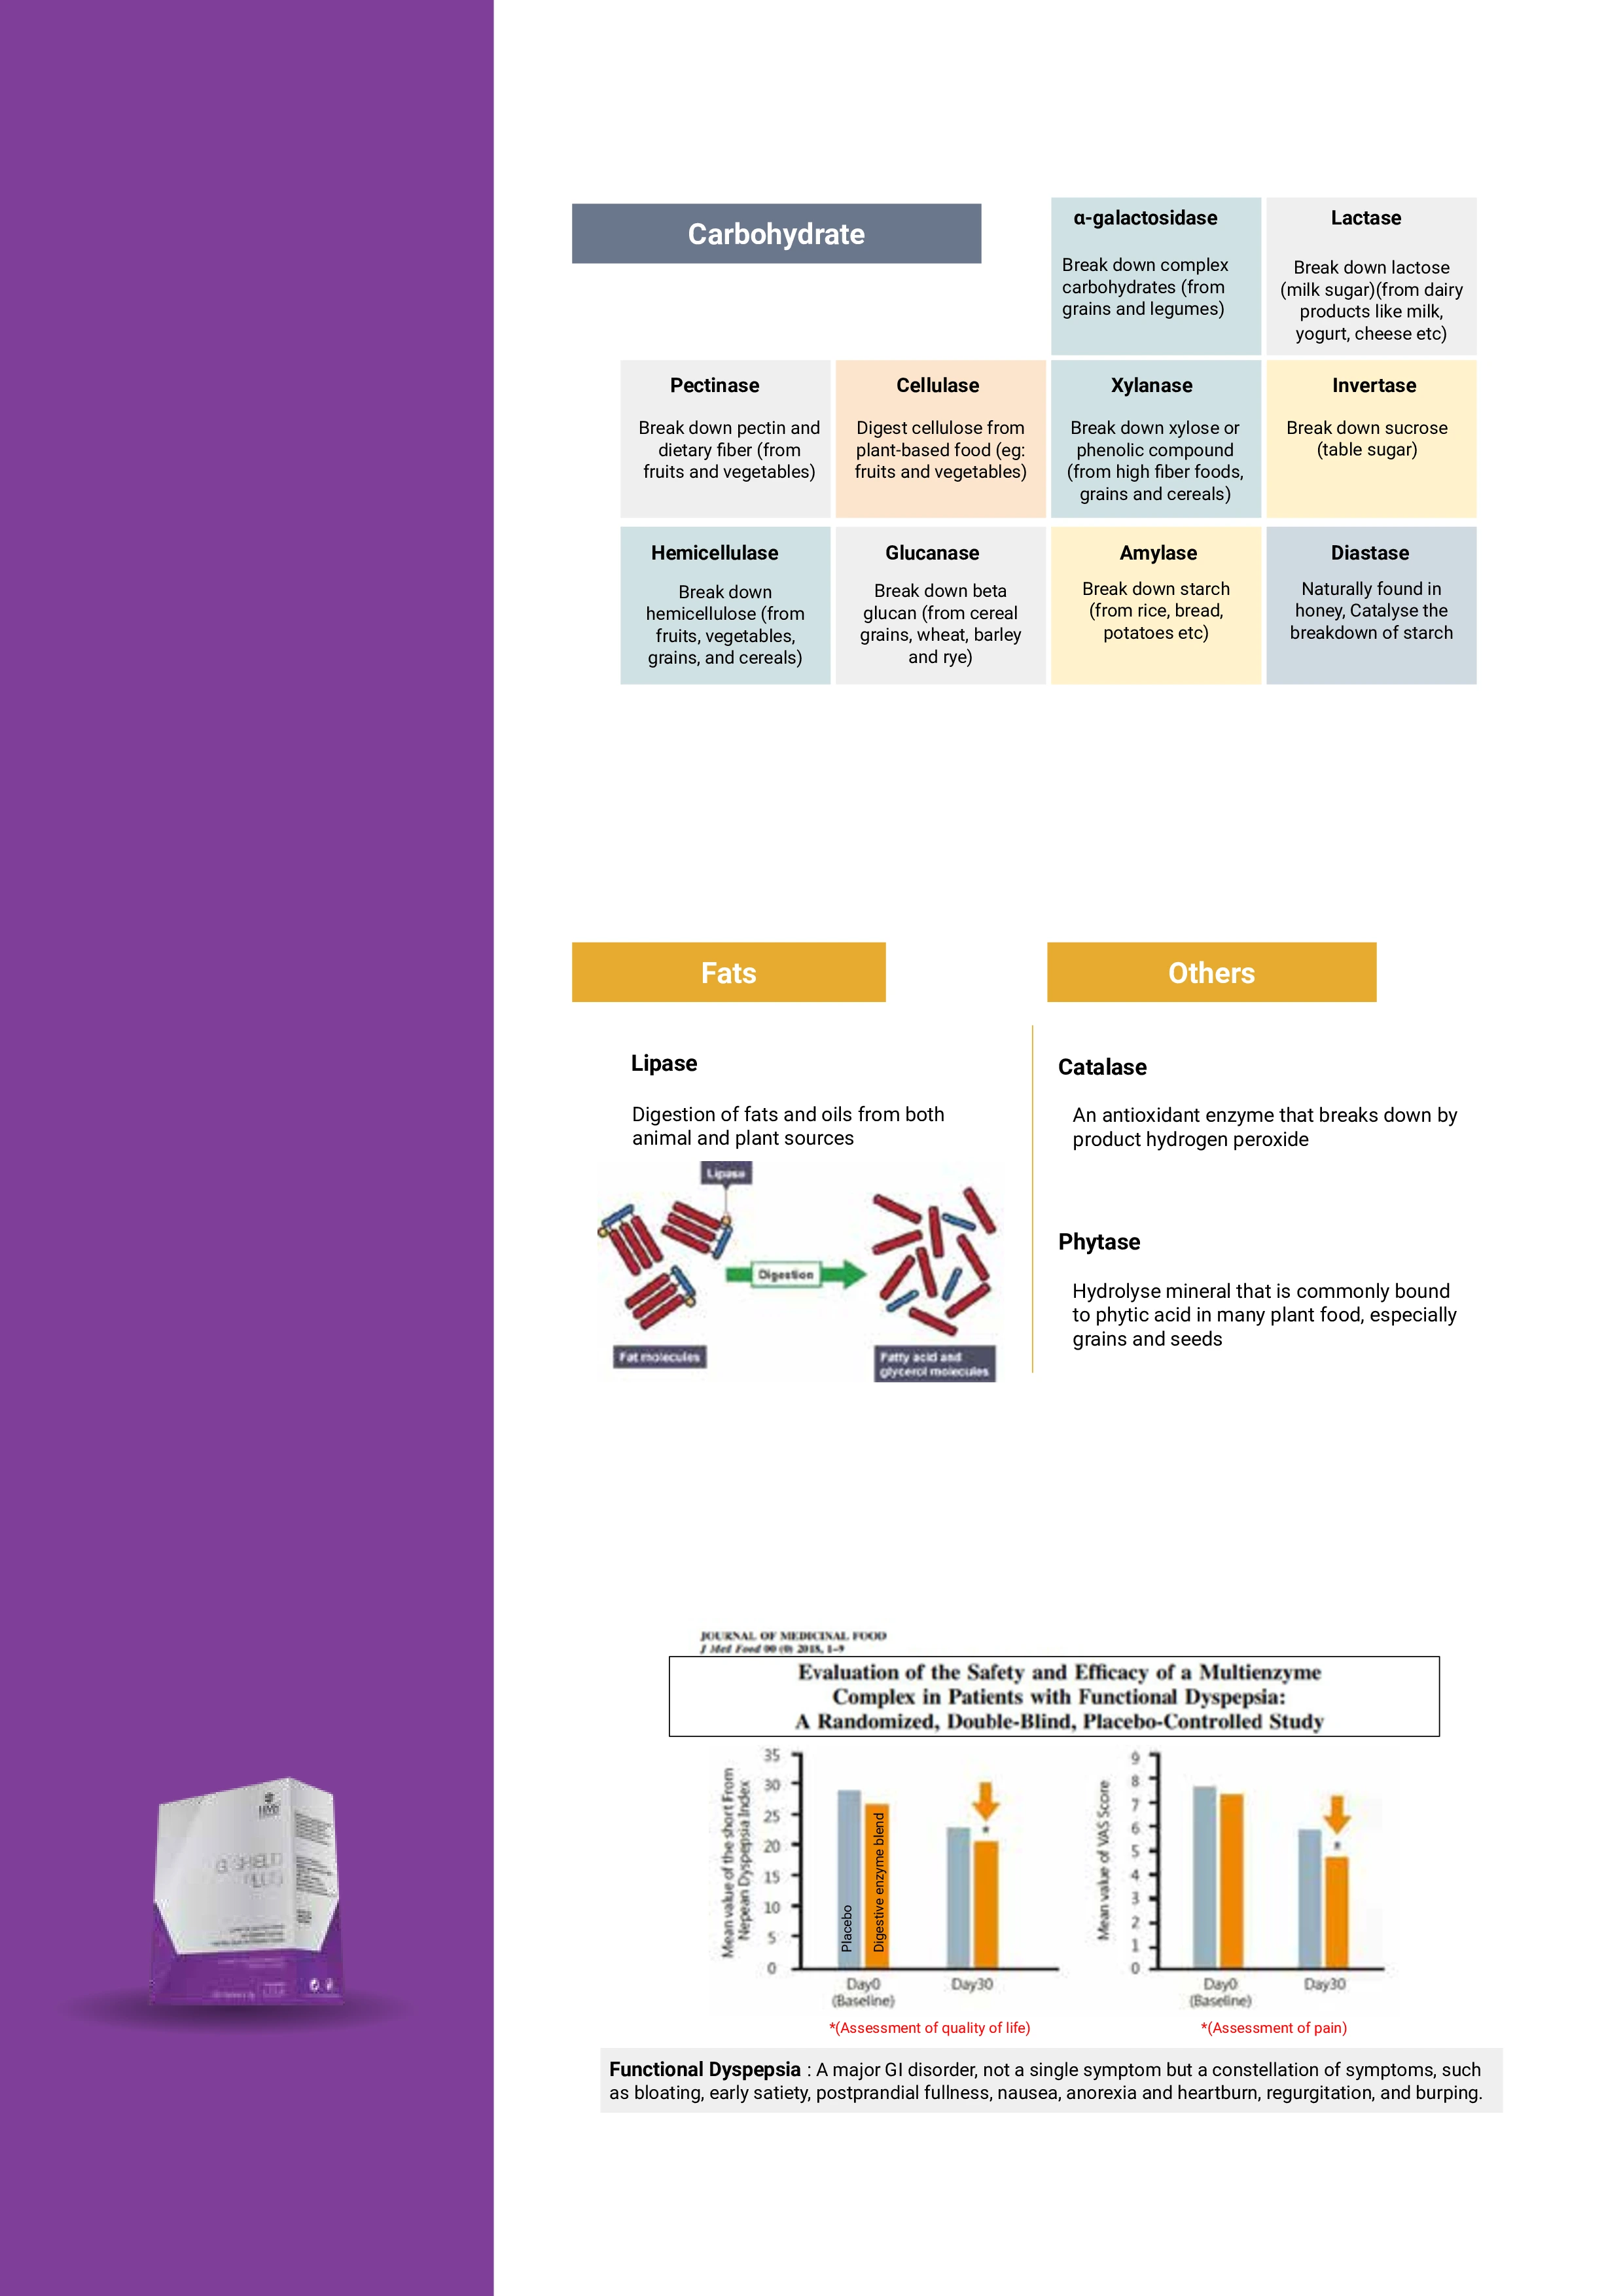 Carbohydrate
α-galactosidase
Break down complex
carbohydrates (from
grains and legumes)
Lactase
Break down lactose
(milk sugar)(from dairy
products like milk,
yogurt, cheese etc)
Pectinase
Break down pectin and
dietary fiber (from
fruits and vegetables)
Cellulase
Digest cellulose from
plant-based food (eg:
fruits and vegetables)
Xylanase
Break down xylose or
phenolic compound
(from high fiber foods,
grains and cereals)
Invertase
Break down sucrose
(table sugar)
Hemicellulase
Break down
hemicellulose (from
fruits, vegetables,
grains, and cereals)
Glucanase
Break down beta
glucan (from cereal
grains, wheat, barley
and rye)
Amylase
Break down starch
(from rice, bread,
potatoes etc)
Diastase
Naturally found in
honey, Catalyse the
breakdown of starch
Fats
Lipase
Digestion of fats and oils from both
animal and plant sources
Lipase
Digestion
Fat molecules
Fatty acid and
glycerol molecules
Others
Catalase
An antioxidant enzyme that breaks down by
product hydrogen peroxide
Phytase
Hydrolyse mineral that is commonly bound
to phytic acid in many plant food, especially
grains and seeds
JOURNAL OF MEDICINAL FOOD
J Med Food 00 (0) 2018, 1–9
Evaluation of the Safety and Efficacy of a Multienzyme
Complex in Patients with Functional Dyspepsia:
A Randomized, Double-Blind, Placebo-Controlled Study
Mean value of the short From
Nepean Dyspepsia Index
35
30
25
20
15
10
5
0
Placebo
Digestive enzyme blend
*
Day0
(Baseline)
Day30
*(Assessment of quality of life)
Mean value of VAS Score
9
8
7
6
5
4
3
2
1
0
*
Day0
(Baseline)
Day30
*(Assessment of pain)
Functional Dyspepsia : A major GI disorder, not a single symptom but a constellation of symptoms, such
as bloating, early satiety, postprandial fullness, nausea, anorexia and heartburn, regurgitation, and burping.